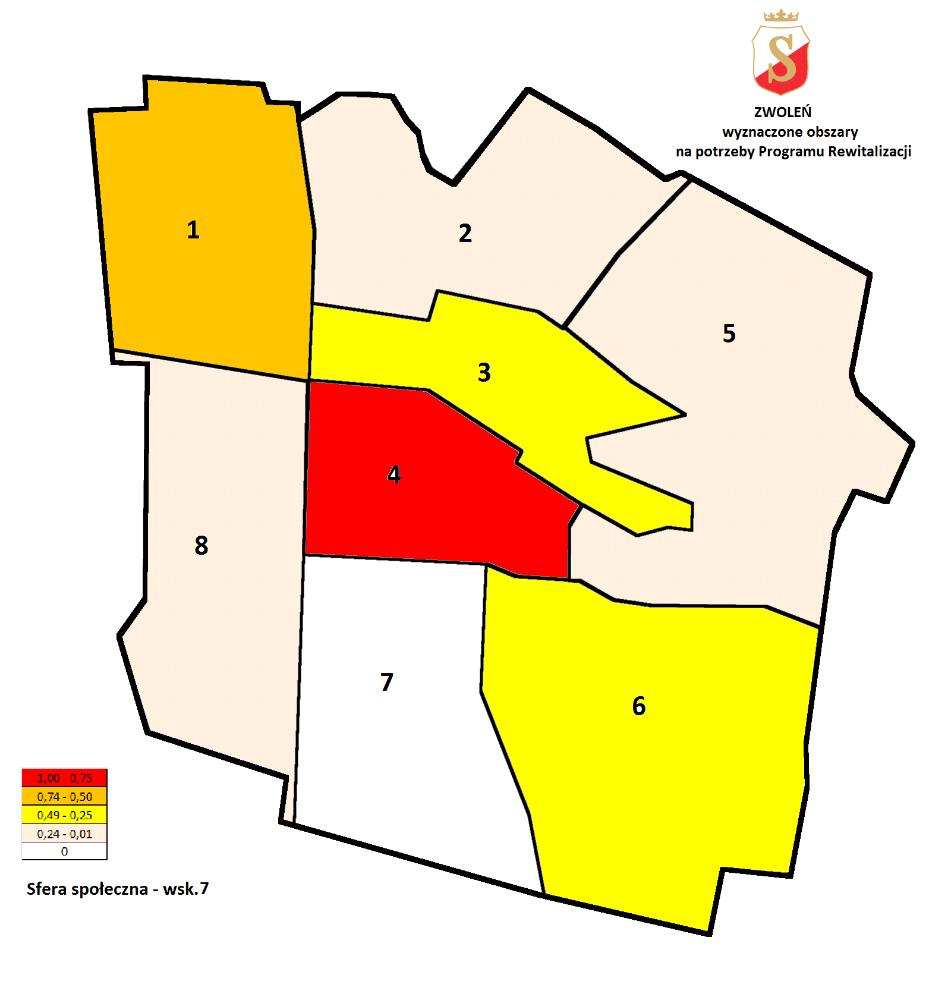 S
ZWOLEŃ
wyznaczone obszary
na potrzeby Programu Rewitalizacji
1
2
5
3
4
8
7
6
1,00 - 0,75
0,74 - 0,50
0,49 - 0,25
0,24 - 0,01
0
Sfera społeczna - wsk.7